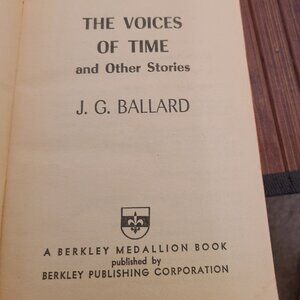 THE VOICES
OF TIME
and Other Stories
J. G. BALLARD
A BERKLEY MEDALLION BOOK
published by
BERKLEY PUBLISHING CORPORATION